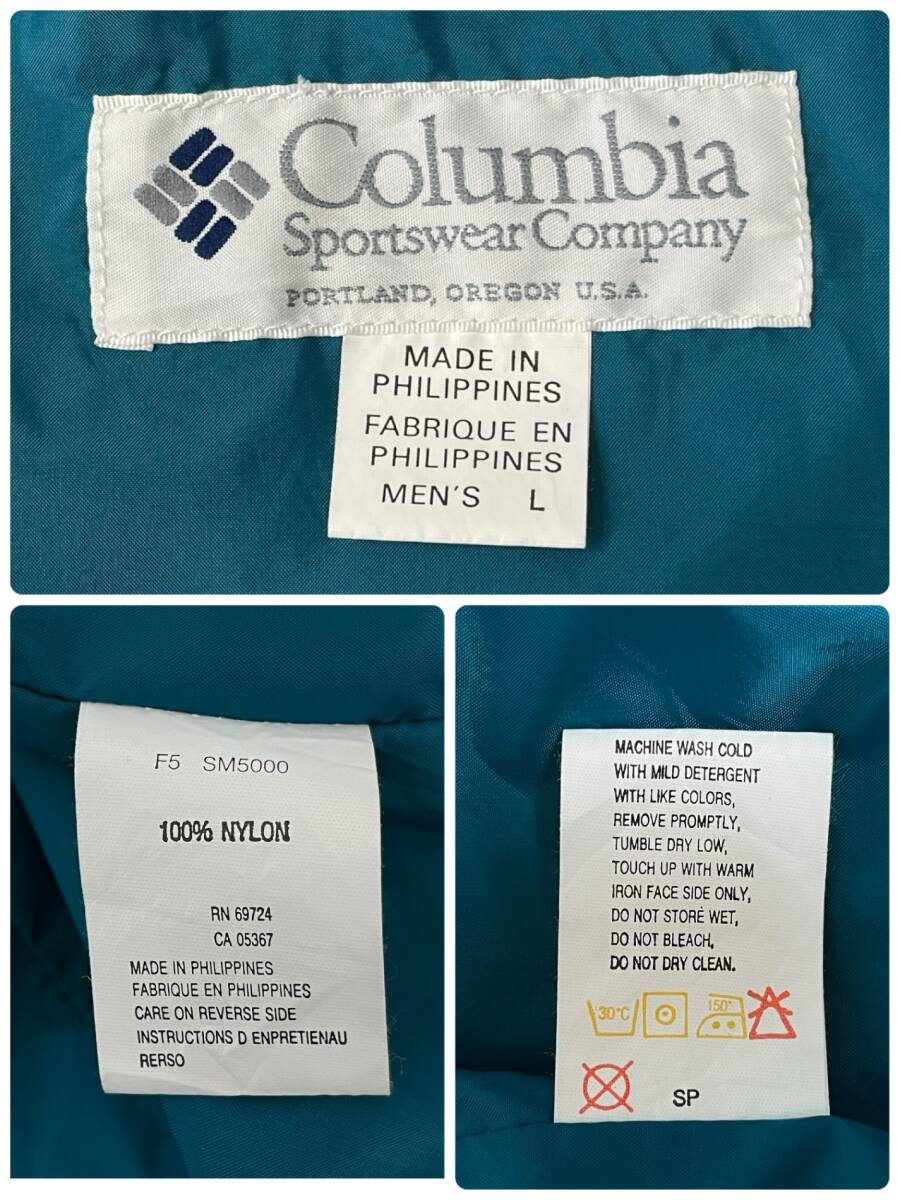 Columbia
Sportswear Company
PORTLAND, OREGON U.S.A.
MADE IN
PHILIPPINES
FABRIQUE EN
PHILIPPINES
MEN'S L
F5 SM5000
100% NYLON
RN 69724
CA 05367
MADE IN PHILIPPINES
FABRIQUE EN PHILIPPINES
CARE ON REVERSE SIDE
INSTRUCTIONS D ENPRETIENAU
RERSO
MACHINE WASH COLD
WITH MILD DETERGENT
WITH LIKE COLORS,
REMOVE PROMPTLY,
TUMBLE DRY LOW,
TOUCH UP WITH WARM
IRON FACE SIDE ONLY,
DO NOT STORE WET,
DO NOT BLEACH,
DO NOT DRY CLEAN.
30°C 150°
SP